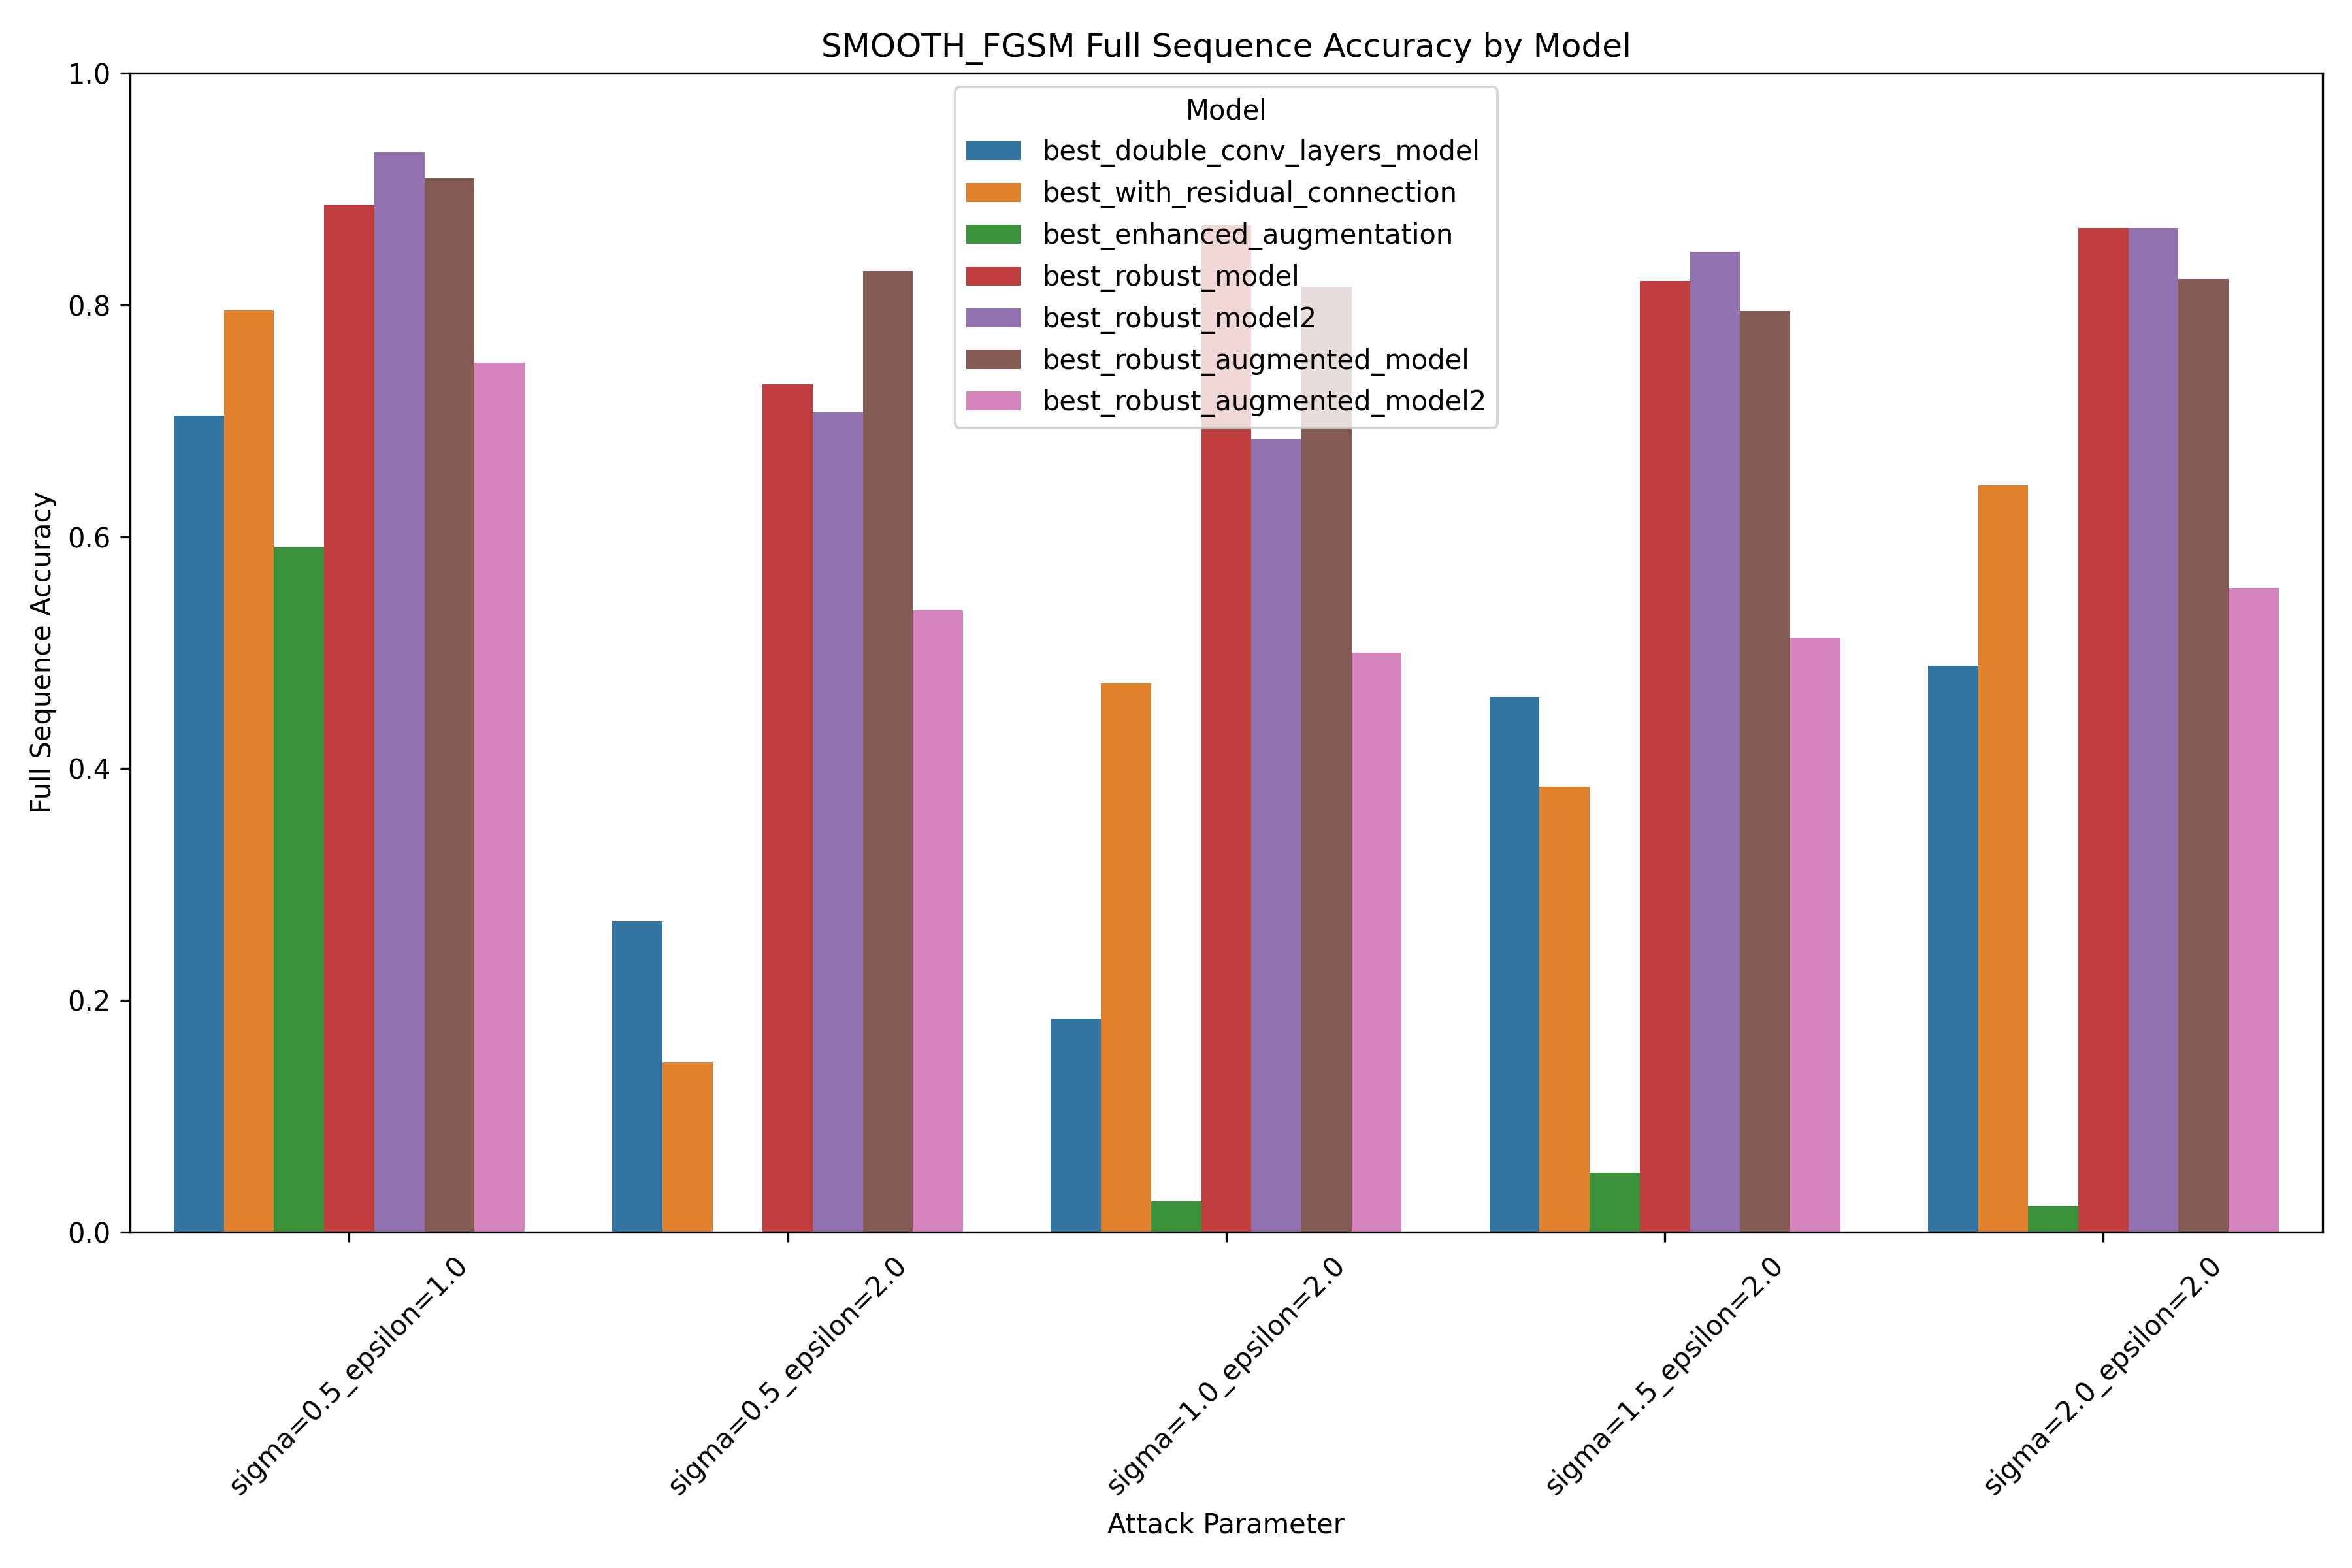 SMOOTH_FGSM Full Sequence Accuracy by Model
Model
best_double_conv_layers_model
best_with_residual_connection
best_enhanced_augmentation
best_robust_model
best_robust_model2
best_robust_augmented_model
best_robust_augmented_model2
Full Sequence Accuracy
1.0
0.8
0.6
0.4
0.2
0.0
sigma=0.5_epsilon=1.0
sigma=0.5_epsilon=2.0
sigma=1.0_epsilon=2.0
sigma=1.5_epsilon=2.0
sigma=2.0_epsilon=2.0
Attack Parameter